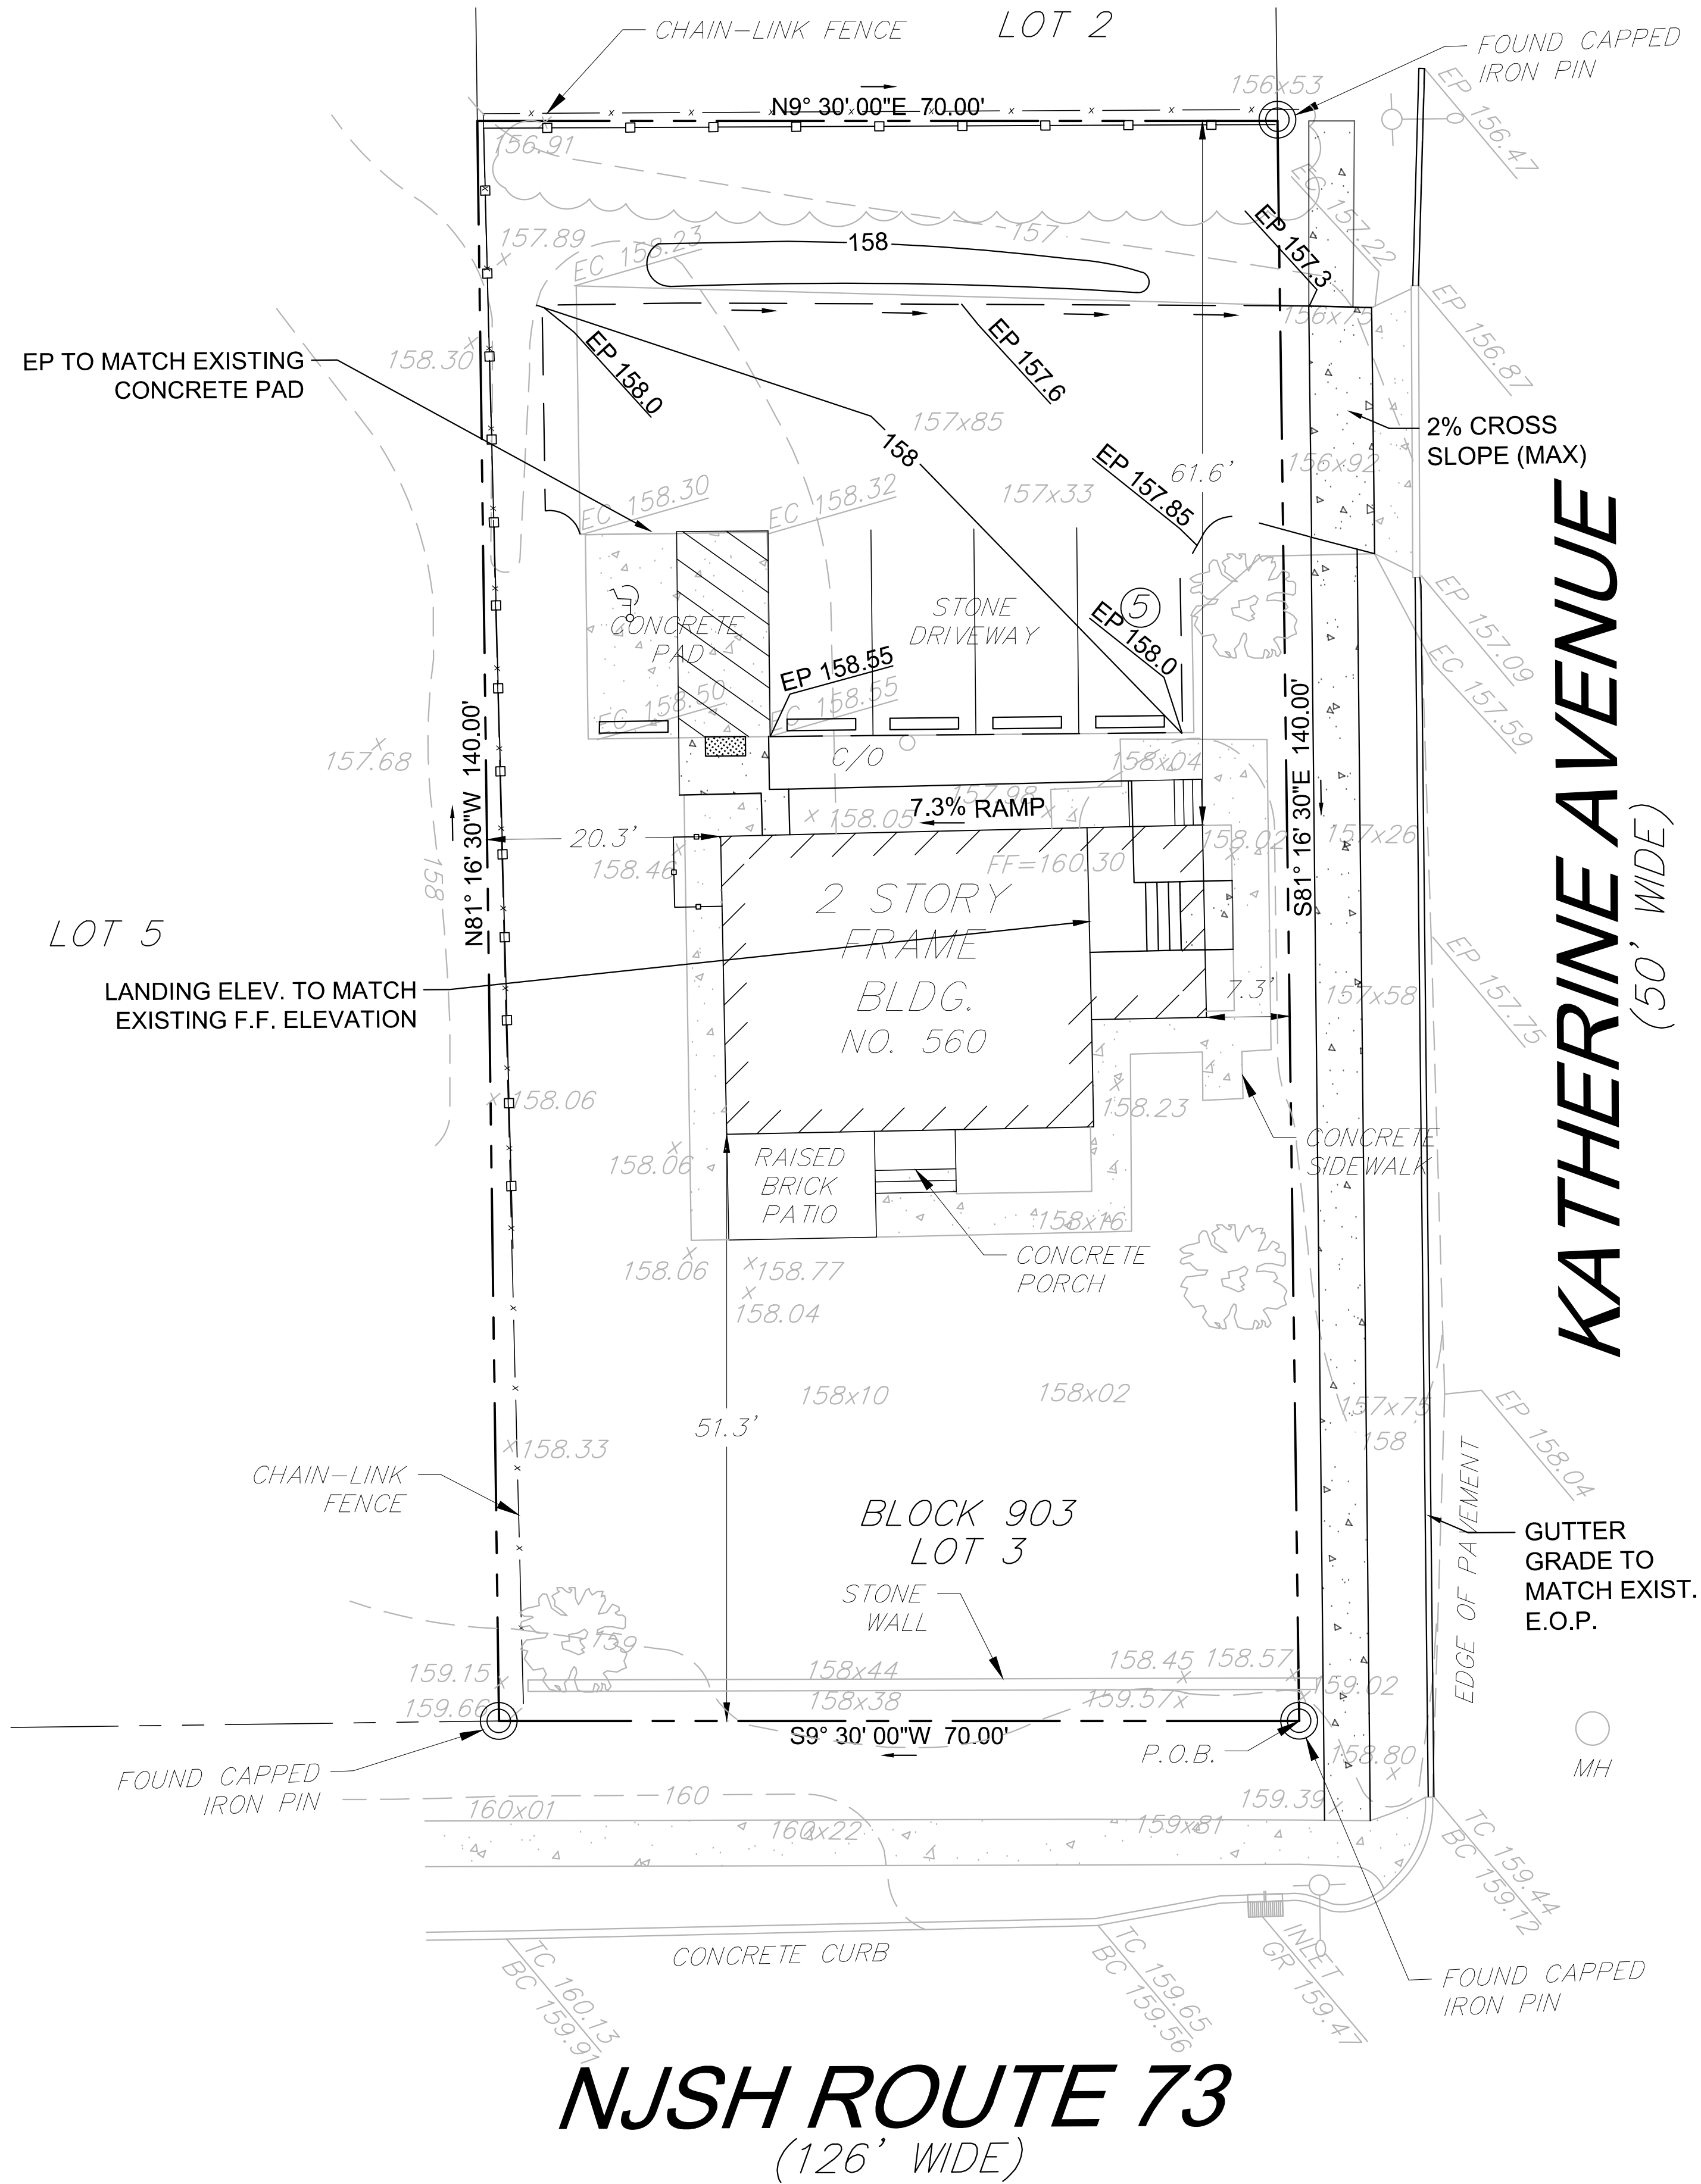 CHAIN-LINK FENCE
LOT 2
FOUND CAPPED
IRON PIN
156x53
N9° 30' 00"E 70.00'
EP 156.47
156.91
EC 157.22
157.89
EC 158.23
158
157
EP 157.3
156x75
EP 156.87
EP TO MATCH EXISTING
CONCRETE PAD
158.30
EP 158.0
EP 157.6
157x85
158
2% CROSS
SLOPE (MAX)
EP 157.85
61.6'
156x92
EC 158.30
EC 158.32
157x33
KATHERINE AVENUE
(50' WIDE)
CONCRETE
PAD
STONE
DRIVEWAY
5
EP 158.0
EP 157.09
EC 157.59
EP 158.55
EC 158.50
EC 158.55
157.68
N81° 16' 30"W 140.00'
S81° 16' 30"E 140.00'
C/O
158x04
157.98
158.05
7.3% RAMP
20.3'
158.46
158
158.02
157x26
FF=160.30
2 STORY
FRAME
BLDG.
NO. 560
LOT 5
LANDING ELEV. TO MATCH
EXISTING F.F. ELEVATION
7.3'
157x58
EP 157.75
158.06
158.23
CONCRETE
SIDEWALK
158.06
RAISED
BRICK
PATIO
158x16
CONCRETE
PORCH
158.06
158.77
158.04
158x10
158x02
157x75
158
EP 158.04
51.3'
158.33
CHAIN-LINK
FENCE
EDGE OF PAVEMENT
BLOCK 903
LOT 3
GUTTER
GRADE TO
MATCH EXIST.
E.O.P.
STONE
WALL
159
159.15
158x44
158.45
158.57
159.66
158x38
159.57
159.02
S9° 30' 00"W 70.00'
P.O.B.
158.80
MH
FOUND CAPPED
IRON PIN
160
159.39
160x01
160x22
159x81
TC 159.44
BC 159.12
CONCRETE CURB
TC 160.13
BC 159.91
TC 159.65
BC 159.56
INLET
GR 159.47
FOUND CAPPED
IRON PIN
NJSH ROUTE 73
(126' WIDE)